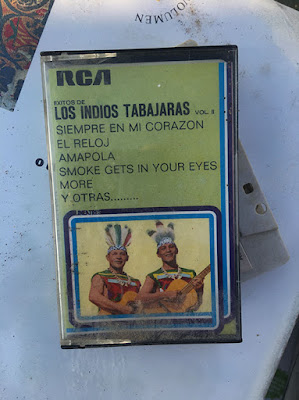 VOLUMEN
RCA
EXITOS DE
LOS INDIOS TABAJARAS VOL. II
SIEMPRE EN MI CORAZON
EL RELOJ
AMAPOLA
SMOKE GETS IN YOUR EYES
MORE
Y OTRAS.........